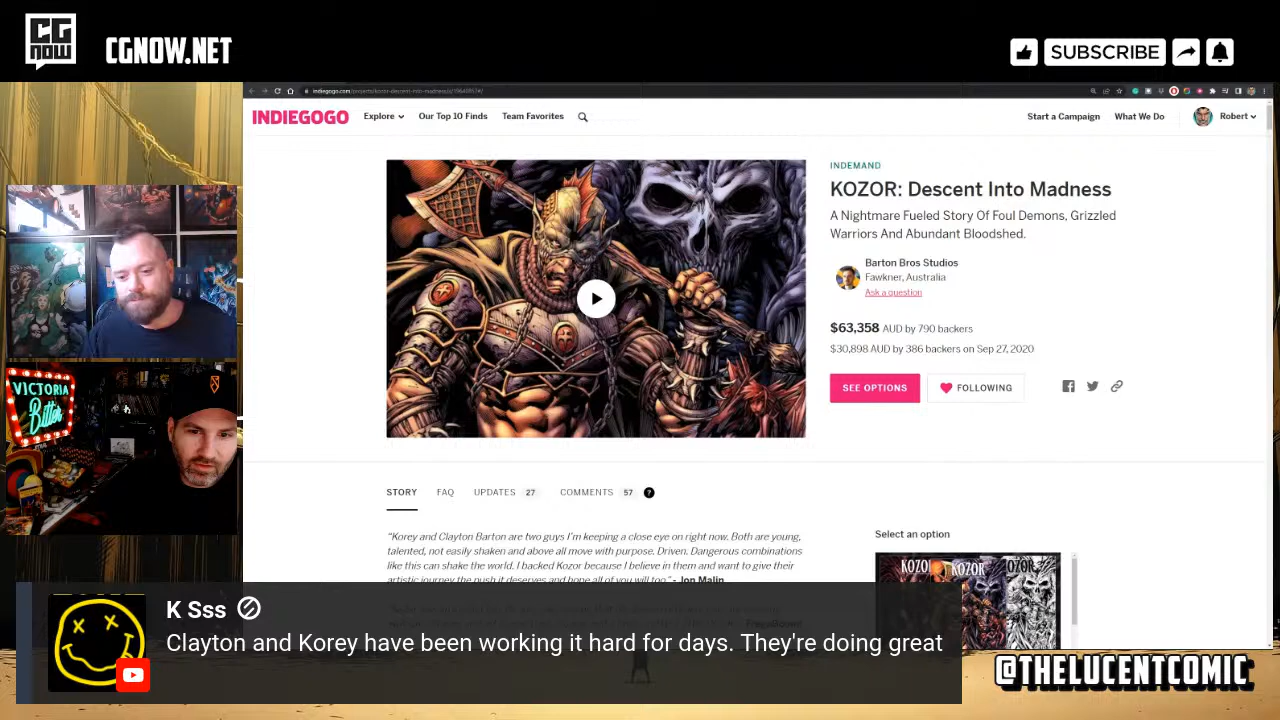 CG
NOW
CGNOW.NET
SUBSCRIBE
INDIEGOGO
Explore
Our Top 10 Finds
Team Favorites
Start a Campaign
What We Do
Robert
INDEMAND
KOZOR: Descent Into Madness
A Nightmare Fueled Story Of Foul Demons, Grizzled
Warriors And Abundant Bloodshed.
Barton Bros Studios
Fawkner, Australia
Ask a question
$63,358 AUD by 790 backers
$30,898 AUD by 386 backers on Sep 27, 2020
SEE OPTIONS
FOLLOWING
VICTORIA
Bitter
STORY
FAQ
UPDATES 27
COMMENTS 57 ?
"Korey and Clayton Barton are two guys I'm keeping a close eye on right now. Both are young,
talented, not easily shaken and above all move with purpose. Driven. Dangerous combinations
like this can shake the world. I backed Kozor because I believe in them and want to give their
artistic journey the push it deserves and hope all of you will too." - Jon Malin
Select an option
KOZOR
K Sss
Clayton and Korey have been working it hard for days. They're doing great
@THELUCENTCOMIC